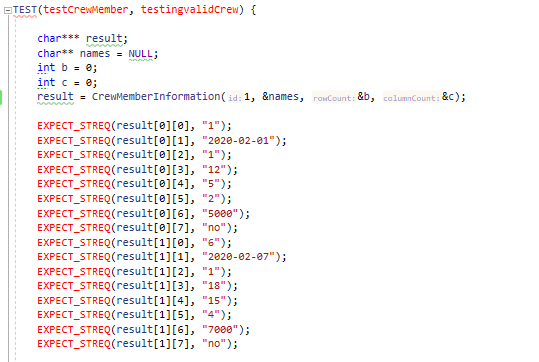 TEST(testCrewMember, testingvalidCrew) {
char*** result;
char** names = NULL;
int b = 0;
int c = 0;
result = CrewMemberInformation( id: 1, &names, rowCount: &b, columnCount: &c);
EXPECT_STREQ(result[0][0], "1");
EXPECT_STREQ(result[0][1], "2020-02-01");
EXPECT_STREQ(result[0][2], "1");
EXPECT_STREQ(result[0][3], "12");
EXPECT_STREQ(result[0][4], "5");
EXPECT_STREQ(result[0][5], "2");
EXPECT_STREQ(result[0][6], "5000");
EXPECT_STREQ(result[0][7], "no");
EXPECT_STREQ(result[1][0], "6");
EXPECT_STREQ(result[1][1], "2020-02-07");
EXPECT_STREQ(result[1][2], "1");
EXPECT_STREQ(result[1][3], "18");
EXPECT_STREQ(result[1][4], "15");
EXPECT_STREQ(result[1][5], "4");
EXPECT_STREQ(result[1][6], "7000");
EXPECT_STREQ(result[1][7], "no");